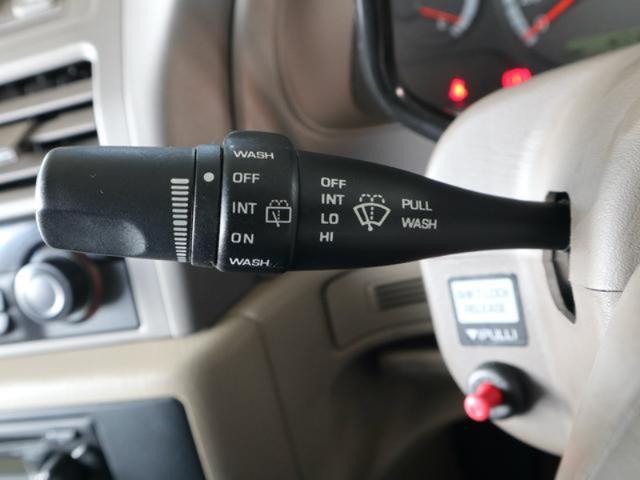 WASH
OFF
INT
ON
WASH
OFF
INT
LO
HI
PULL
WASH
SHIFT LOCK
RELEASE
▼(PULL)